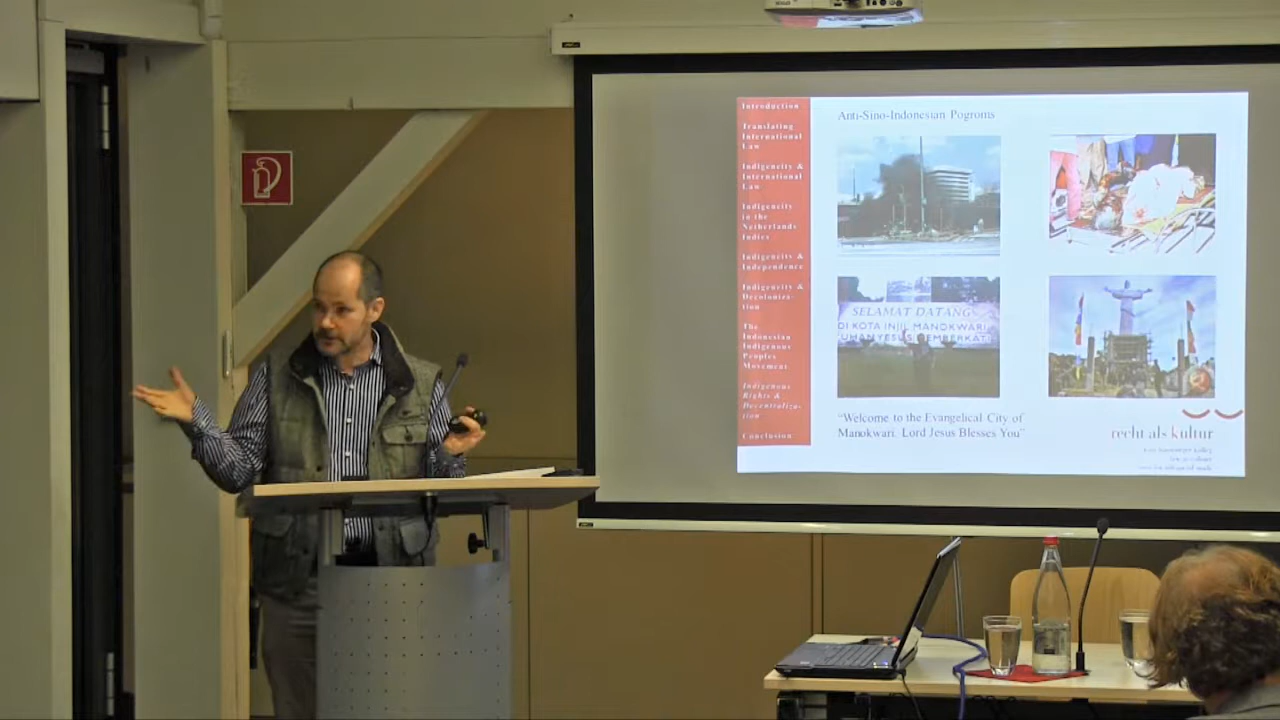 Introduction
Translating
International
Law
Indigeneity &
International
Law
Indigeneity
in the
Netherlands
Indies
Indigeneity &
Independence
Indigeneity &
Decoloniza-
tion
The
Indonesian
Indigenous
Peoples
Movement
Indigenous
Rights &
Decentraliza-
tion
Conclusion
Anti-Sino-Indonesian Pogroms
SELAMAT DATANG
DI KOTA INJIL MANOKWARI
YESUS MEMBERKATI
"Welcome to the Evangelical City of
Manokwari. Lord Jesus Blesses You"
recht als kultur